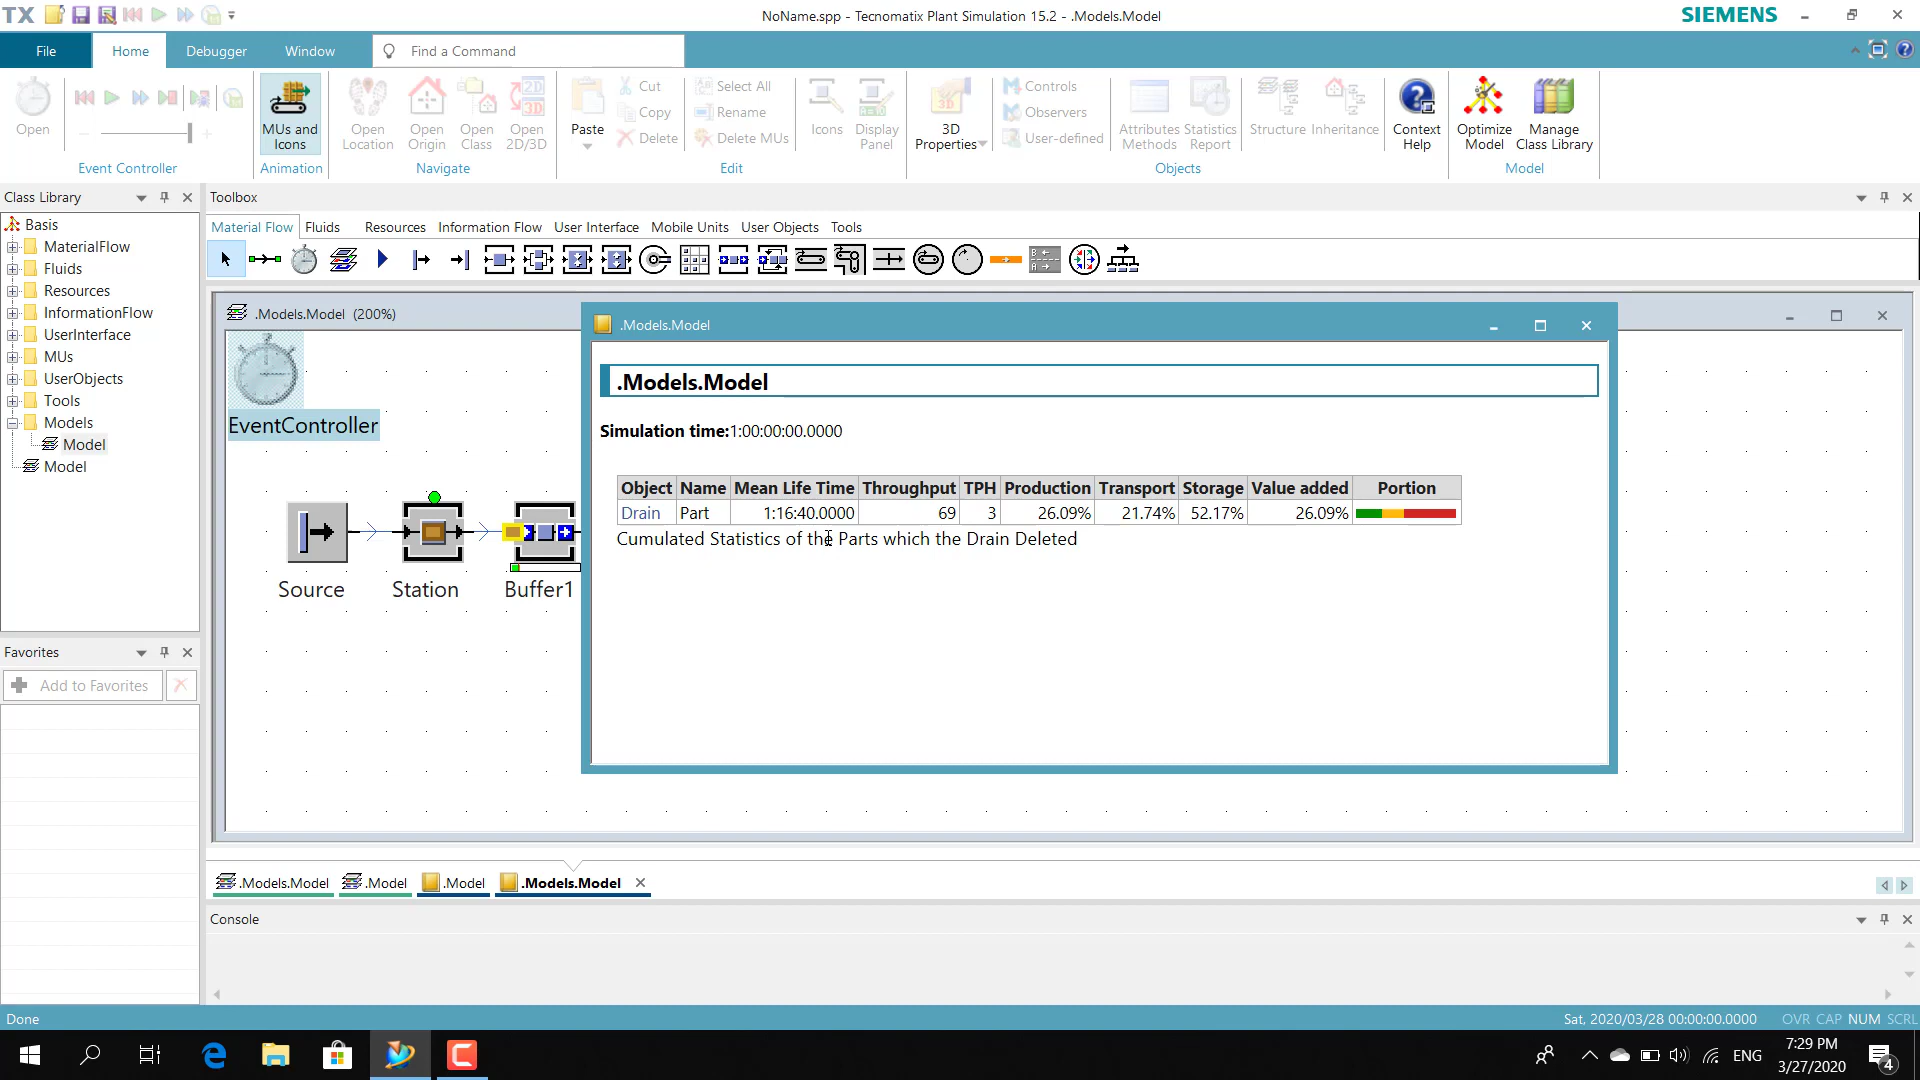 TX
NoName.spp - Tecnomatix Plant Simulation 15.2 - .Models.Model
SIEMENS
File
Home
Debugger
Window
Find a Command
Open
Event Controller
MUs and
Icons
Animation
Open
Location
Open
Origin
Open
Class
Open
2D/3D
Navigate
Paste
Cut
Copy
Delete
Select All
Rename
Delete MUs
Edit
Icons
Display
Panel
3D
Properties
Controls
Observers
User-defined
Attributes
Methods
Statistics
Report
Structure
Inheritance
Objects
Context
Help
Optimize
Model
Manage
Class Library
Model
Class Library
Basis
MaterialFlow
Fluids
Resources
InformationFlow
UserInterface
MUs
UserObjects
Tools
Models
Model
Model
Toolbox
Material Flow
Fluids
Resources
Information Flow
User Interface
Mobile Units
User Objects
Tools
.Models.Model (200%)
EventController
Source
Station
Buffer1
.Models.Model
.Models.Model
Simulation time:1:00:00:00.0000
Object Name Mean Life Time Throughput TPH Production Transport Storage Value added Portion
Drain Part 1:16:40.0000 69 3 26.09% 21.74% 52.17% 26.09%
Cumulated Statistics of the Parts which the Drain Deleted
Favorites
Add to Favorites
.Models.Model
.Model
.Model
.Models.Model
Console
Done
Sat, 2020/03/28 00:00:00.0000
OVR CAP NUM SCRL
ENG
7:29 PM
3/27/2020
4